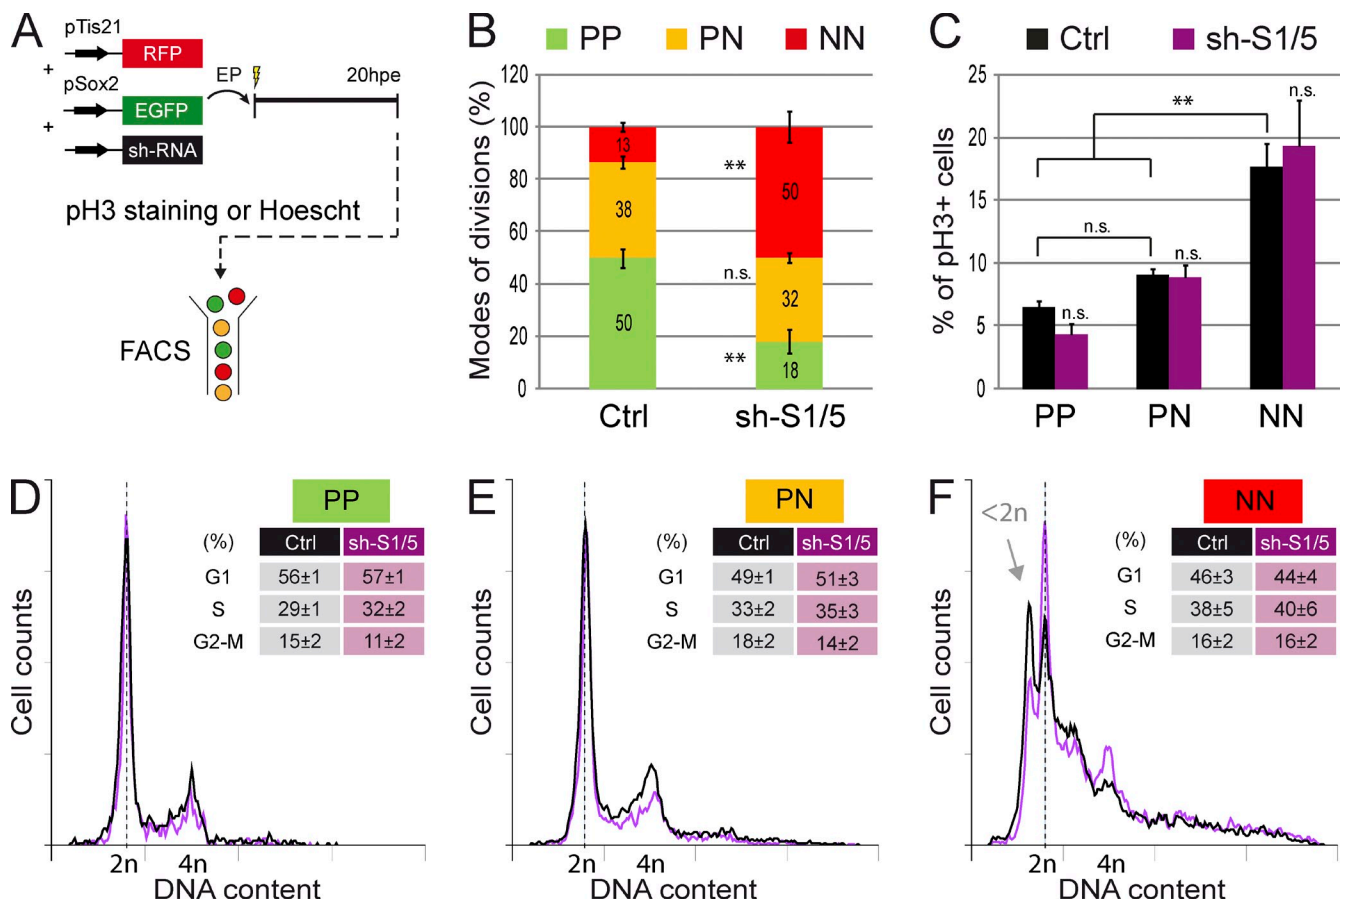 A
pTis21
RFP
+
pSox2
EGFP
EP
20hpe
+
sh-RNA
pH3 staining or Hoescht
FACS
B
PP PN NN
Modes of divisions (%)
120
100
80
60
40
20
0
13
38
50
**
n.s.
**
50
32
18
Ctrl sh-S1/5
C
Ctrl sh-S1/5
% of pH3+ cells
25
20
15
10
5
0
**
n.s.
n.s.
n.s.
n.s.
PP PN NN
D
PP
(%) Ctrl sh-S1/5
G1 56±1 57±1
S 29±1 32±2
G2-M 15±2 11±2
Cell counts
2n 4n
DNA content
E
PN
(%) Ctrl sh-S1/5
G1 49±1 51±3
S 33±2 35±3
G2-M 18±2 14±2
Cell counts
2n 4n
DNA content
F
<2n
NN
(%) Ctrl sh-S1/5
G1 46±3 44±4
S 38±5 40±6
G2-M 16±2 16±2
Cell counts
2n 4n
DNA content